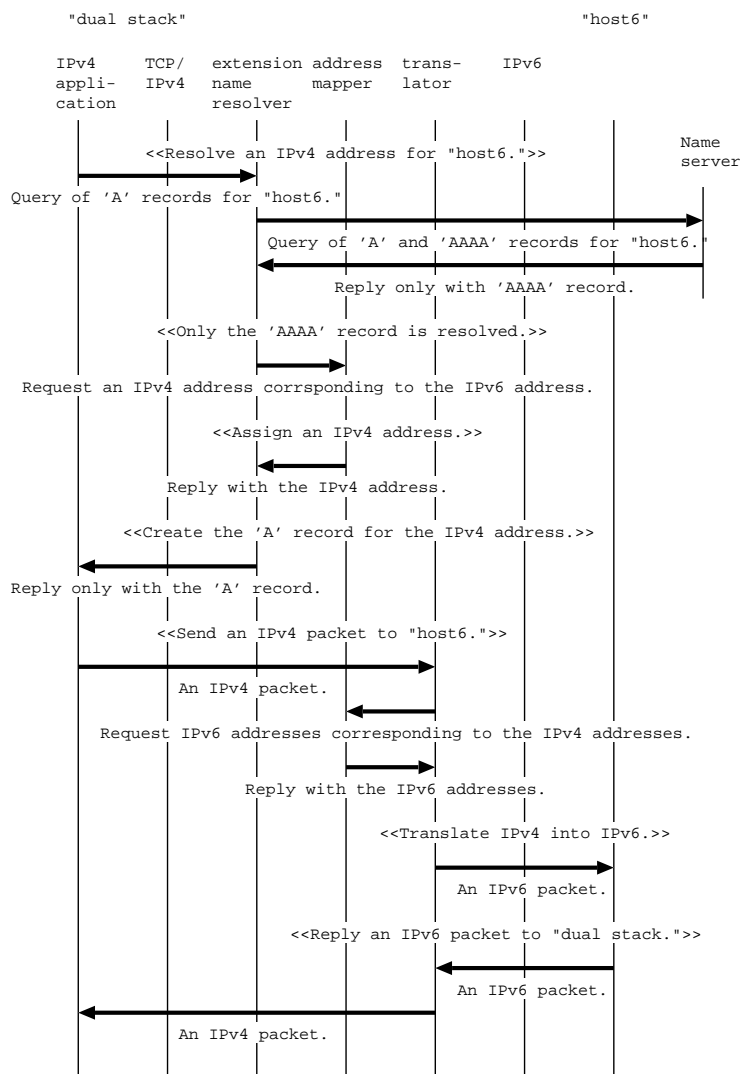 "dual stack" "host6"
IPv4 TCP/ extension address trans- IPv6
appli- IPv4 name mapper lator
cation resolver
Name
<<Resolve an IPv4 address for "host6.">>
server
Query of 'A' records for "host6."
Query of 'A' and 'AAAA' records for "host6."
Reply only with 'AAAA' record.
<<Only the 'AAAA' record is resolved.>>
Request an IPv4 address corrsponding to the IPv6 address.
<<Assign an IPv4 address.>>
Reply with the IPv4 address.
<<Create the 'A' record for the IPv4 address.>>
Reply only with the 'A' record.
<<Send an IPv4 packet to "host6.">>
An IPv4 packet.
Request IPv6 addresses corresponding to the IPv4 addresses.
Reply with the IPv6 addresses.
<<Translate IPv4 into IPv6.>>
An IPv6 packet.
<<Reply an IPv6 packet to "dual stack.">>
An IPv6 packet.
An IPv4 packet.